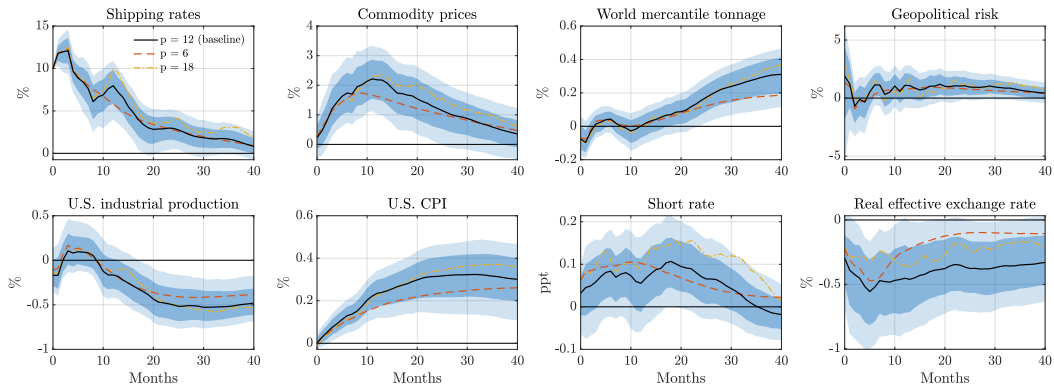 Shipping rates
15
10
5
0
%
0 10 20 30 40
p = 12 (baseline)
p = 6
p = 18
Commodity prices
4
3
2
1
0
%
0 10 20 30 40
World mercantile tonnage
0.6
0.4
0.2
0
-0.2
%
0 10 20 30 40
Geopolitical risk
5
0
-5
%
0 10 20 30 40
U.S. industrial production
0.5
0
-0.5
-1
%
0 10 20 30 40
Months
U.S. CPI
0.6
0.4
0.2
0
%
0 10 20 30 40
Months
Short rate
0.2
0.1
0
-0.1
ppt
0 10 20 30 40
Months
Real effective exchange rate
0
-0.5
-1
%
0 10 20 30 40
Months